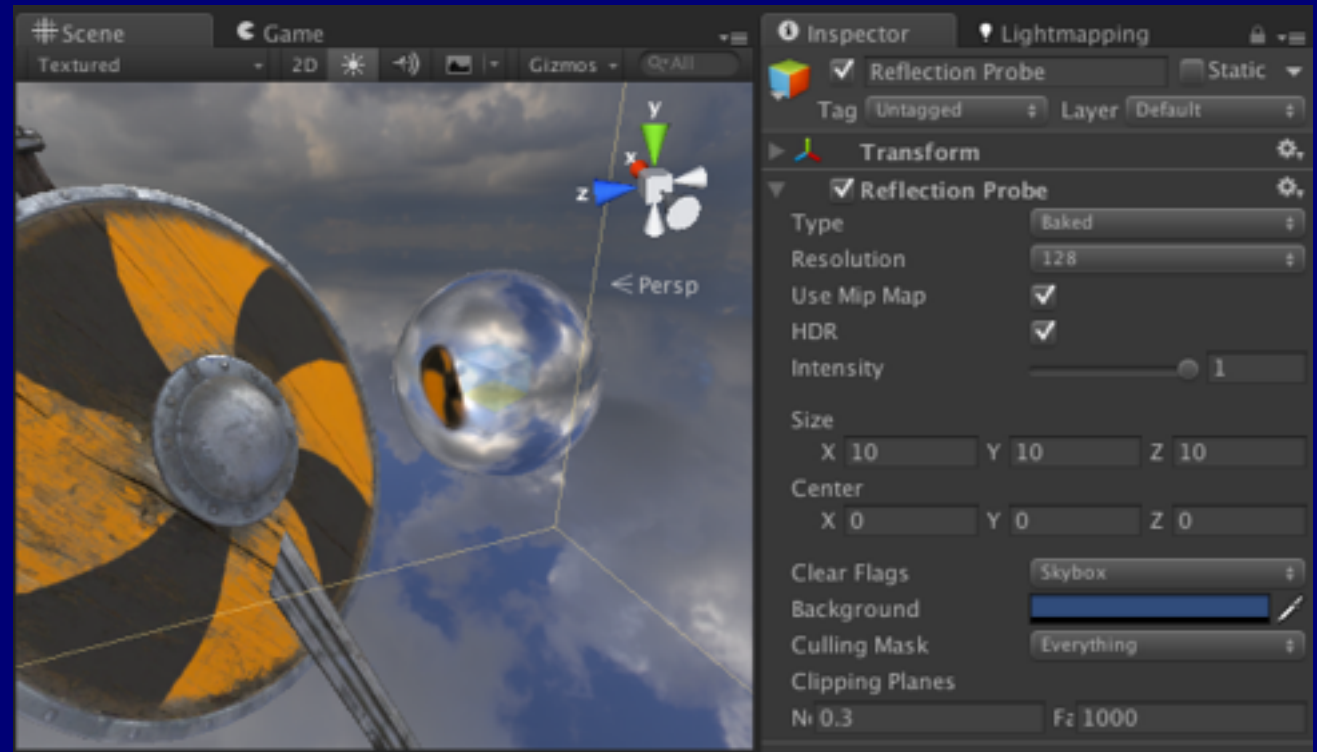 Scene Game
Textured 2D Gizmos All
y
x
z
Persp
Inspector Lightmapping
Reflection Probe Static
Tag Untagged Layer Default
Transform
Reflection Probe
Type Baked
Resolution 128
Use Mip Map
HDR
Intensity 1
Size
X 10 Y 10 Z 10
Center
X 0 Y 0 Z 0
Clear Flags Skybox
Background
Culling Mask Everything
Clipping Planes
0.3 1000